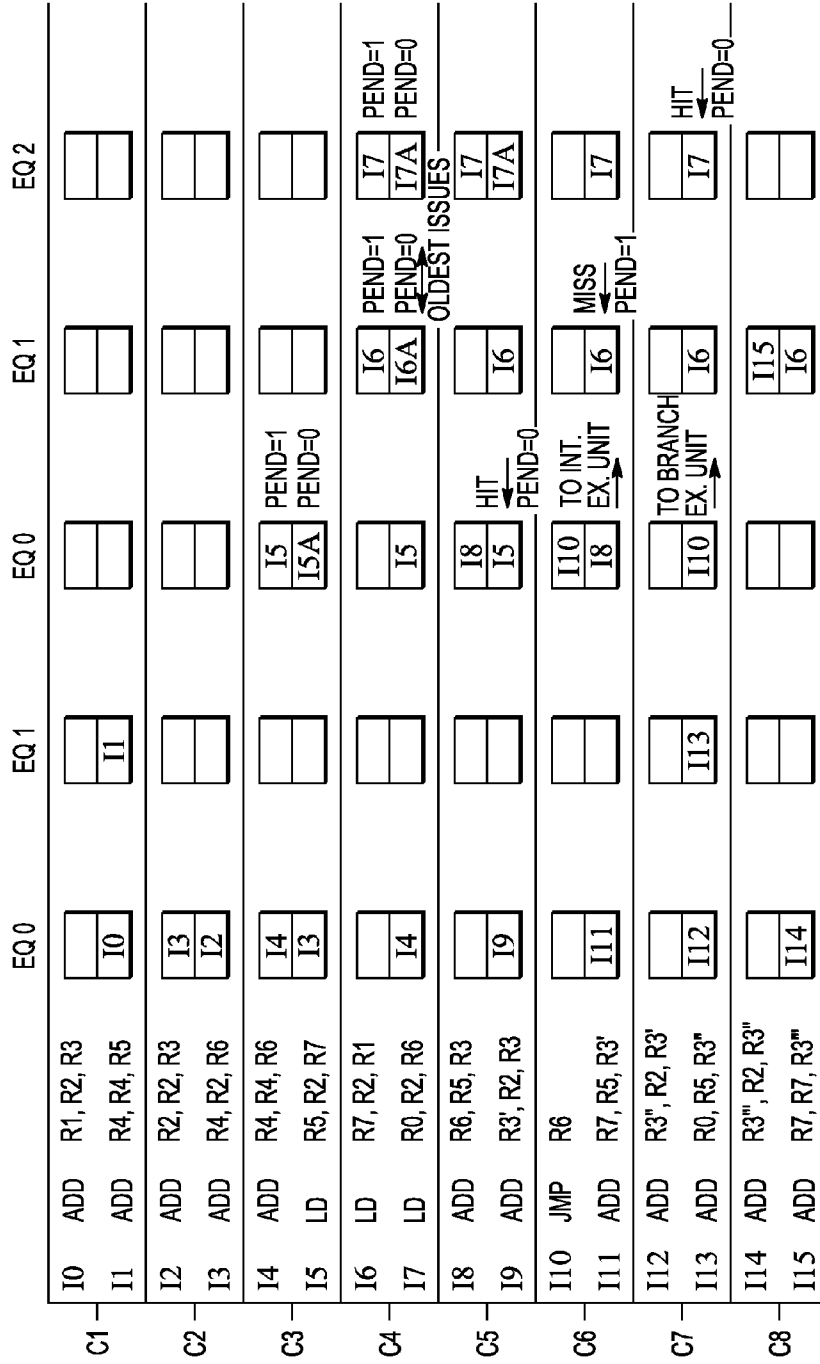 EQ 0 EQ 1 EQ 0 EQ 1 EQ 2
C1
I0 ADD R1, R2, R3
I1 ADD R4, R4, R5 I0 I1
C2
I2 ADD R2, R2, R3 I3
I3 ADD R4, R2, R6 I2
C3
I4 ADD R4, R4, R6 I4 I5 PEND=1
I5 LD R5, R2, R7 I3 I5A PEND=0
C4
I6 LD R7, R2, R1 I6 PEND=1 I7 PEND=1
I7 LD R0, R2, R6 I4 I5 I6A PEND=0 I7A PEND=0
OLDEST ISSUES
C5
I8 ADD R6, R5, R3 I8 HIT I7
I9 ADD R3', R2, R3 I9 I5 PEND=0 I6 I7A
C6
I10 JMP R6 I10 TO INT. EX. UNIT MISS
I11 ADD R7, R5, R3' I11 I8 I6 PEND=1 I7
C7
I12 ADD R3", R2, R3' TO BRANCH EX. UNIT HIT
I13 ADD R0, R5, R3" I12 I13 I10 I6 I7 PEND=0
C8
I14 ADD R3"', R2, R3" I15
I15 ADD R7, R7, R3"' I14 I6